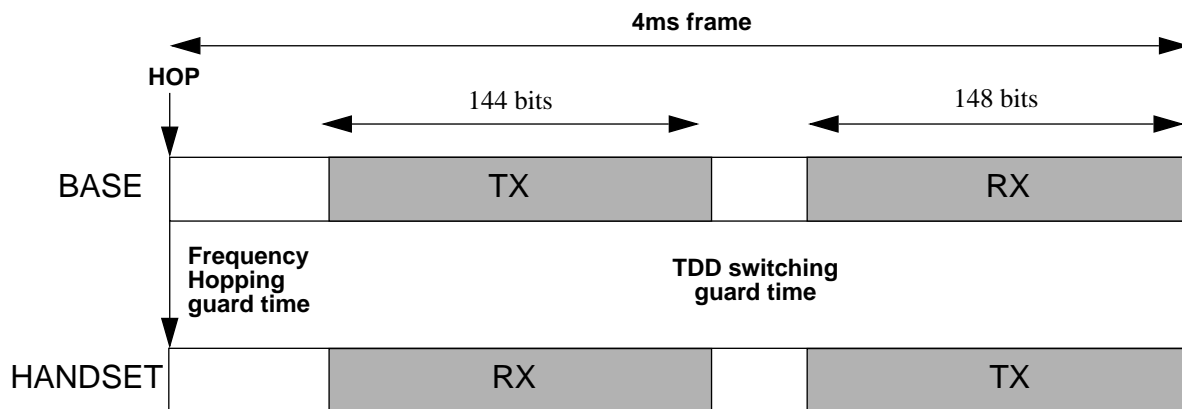 4ms frame
HOP
144 bits
148 bits
BASE
TX
RX
Frequency
Hopping
guard time
TDD switching
guard time
HANDSET
RX
TX